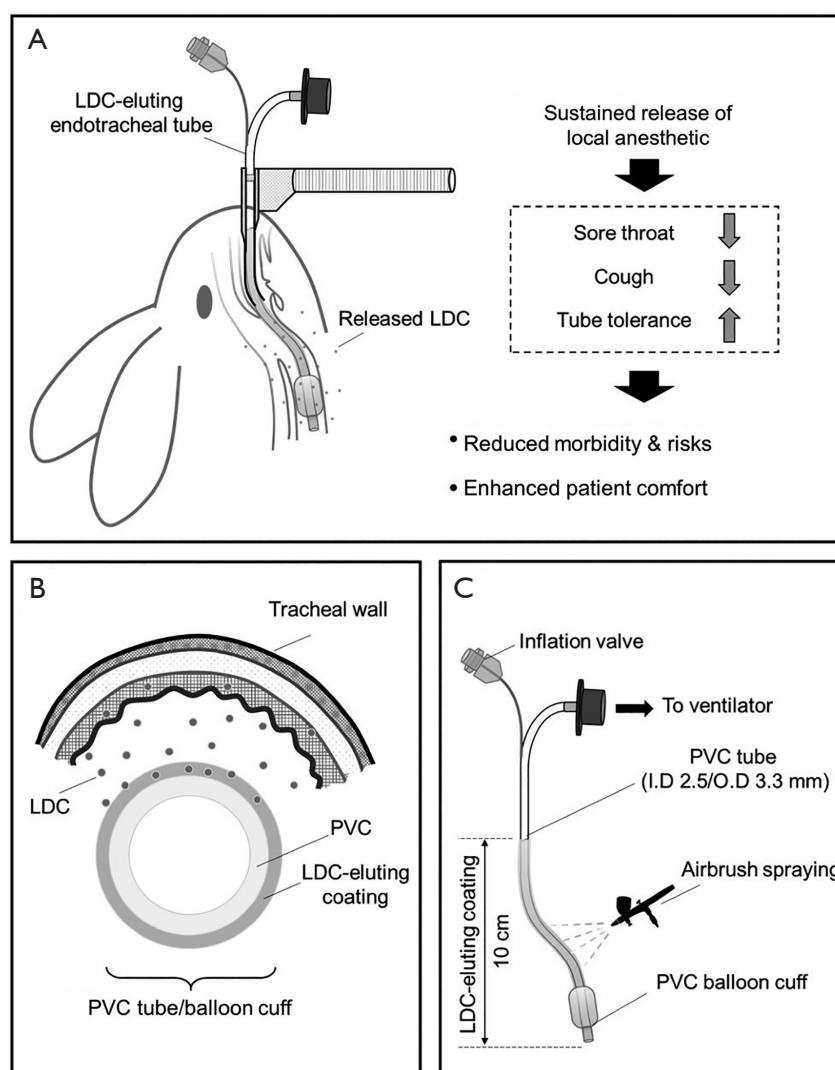 A
LDC-eluting
endotracheal tube
Released LDC
Sustained release of
local anesthetic
Sore throat
Cough
Tube tolerance
• Reduced morbidity & risks
• Enhanced patient comfort
B
Tracheal wall
LDC
PVC
LDC-eluting
coating
PVC tube/balloon cuff
C
Inflation valve
To ventilator
PVC tube
(I.D 2.5/O.D 3.3 mm)
LDC-eluting coating
10 cm
Airbrush spraying
PVC balloon cuff